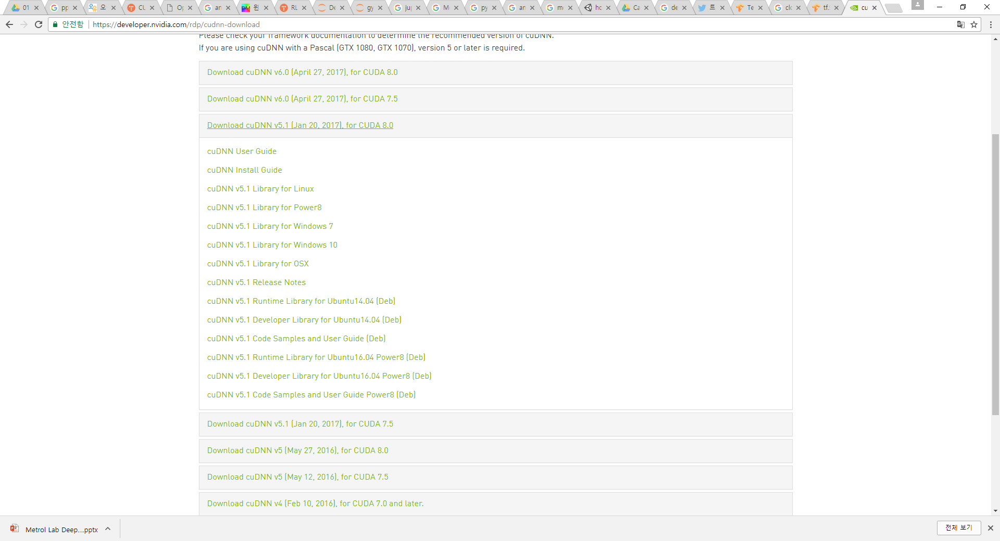 01
pp
오
CU
Op
an
윈
RL
De
gy
jup
Mo
py
an
mu
hc
Ca
de
트
Te
clo
tf.s
cu
안전함 https://developer.nvidia.com/rdp/cudnn-download
Please check your framework documentation to determine the recommended version of cuDNN.
If you are using cuDNN with a Pascal (GTX 1080, GTX 1070), version 5 or later is required.
Download cuDNN v6.0 (April 27, 2017), for CUDA 8.0
Download cuDNN v6.0 (April 27, 2017), for CUDA 7.5
Download cuDNN v5.1 (Jan 20, 2017), for CUDA 8.0
cuDNN User Guide
cuDNN Install Guide
cuDNN v5.1 Library for Linux
cuDNN v5.1 Library for Power8
cuDNN v5.1 Library for Windows 7
cuDNN v5.1 Library for Windows 10
cuDNN v5.1 Library for OSX
cuDNN v5.1 Release Notes
cuDNN v5.1 Runtime Library for Ubuntu14.04 (Deb)
cuDNN v5.1 Developer Library for Ubuntu14.04 (Deb)
cuDNN v5.1 Code Samples and User Guide (Deb)
cuDNN v5.1 Runtime Library for Ubuntu16.04 Power8 (Deb)
cuDNN v5.1 Developer Library for Ubuntu16.04 Power8 (Deb)
cuDNN v5.1 Code Samples and User Guide Power8 (Deb)
Download cuDNN v5.1 (Jan 20, 2017), for CUDA 7.5
Download cuDNN v5 (May 27, 2016), for CUDA 8.0
Download cuDNN v5 (May 12, 2016), for CUDA 7.5
Download cuDNN v4 (Feb 10, 2016), for CUDA 7.0 and later.
Metrol Lab Deep....pptx
전체 보기